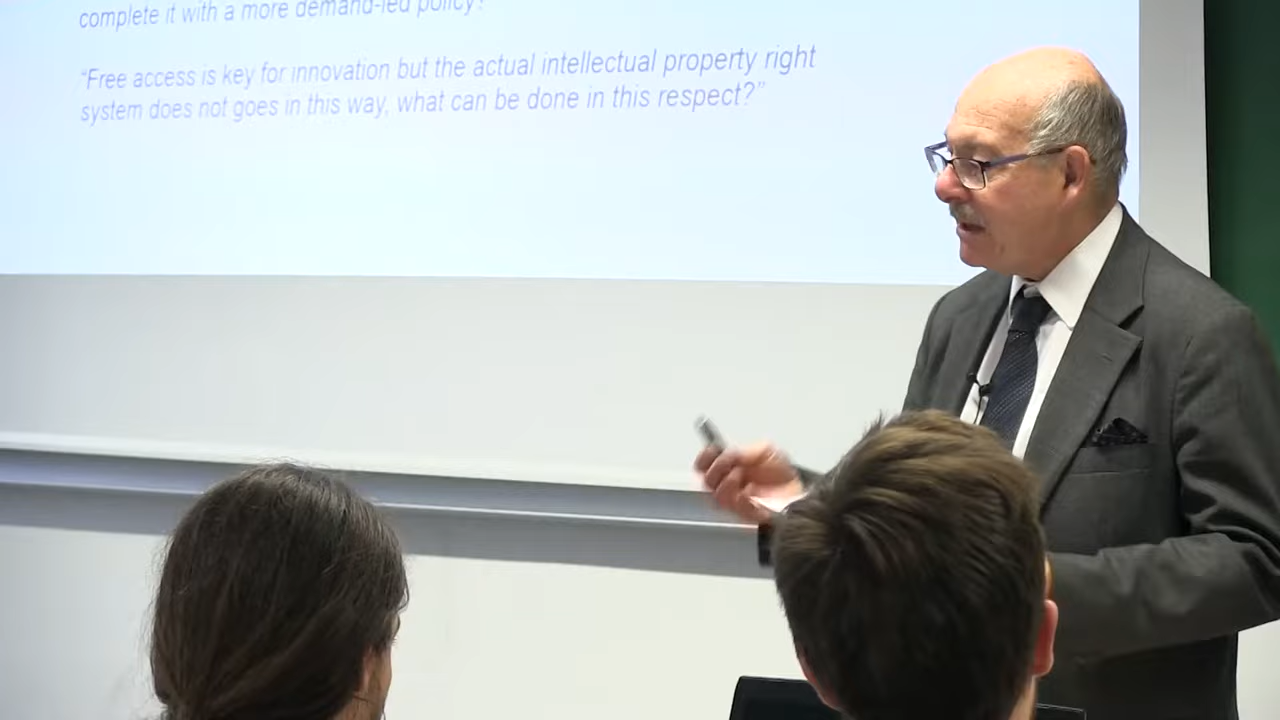 complete it with a more demand-led policy?
“Free access is key for innovation but the actual intellectual property right
system does not goes in this way, what can be done in this respect?”